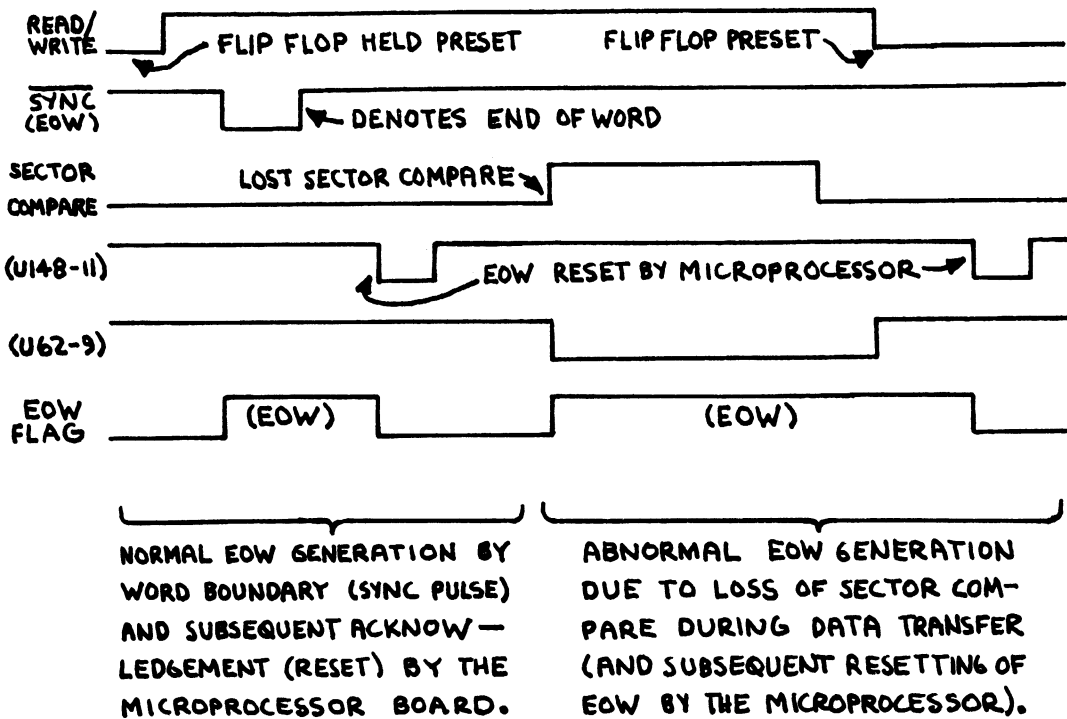 READ/
WRITE
FLIP FLOP HELD PRESET
FLIP FLOP PRESET
SYNC
(EOW)
DENOTES END OF WORD
SECTOR
COMPARE
LOST SECTOR COMPARE
(U148-11)
EOW RESET BY MICROPROCESSOR
(U62-9)
EOW
FLAG
(EOW)
(EOW)
NORMAL EOW GENERATION BY
WORD BOUNDARY (SYNC PULSE)
AND SUBSEQUENT ACKNOW-
LEDGEMENT (RESET) BY THE
MICROPROCESSOR BOARD.
ABNORMAL EOW GENERATION
DUE TO LOSS OF SECTOR COM-
PARE DURING DATA TRANSFER
(AND SUBSEQUENT RESETTING OF
EOW BY THE MICROPROCESSOR).